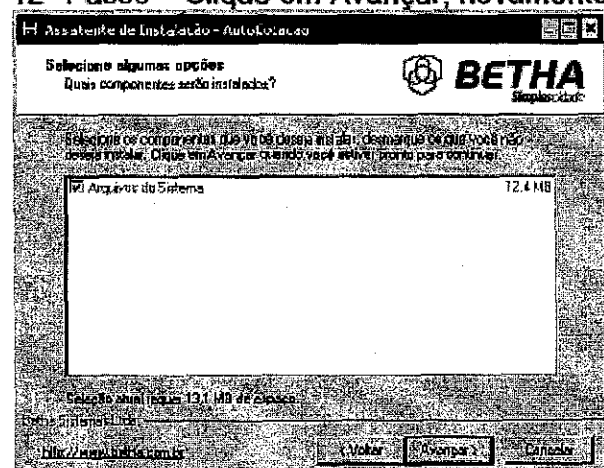 12º Passo - Clique em Avançar, novamente
Assistente de Instalação - AutoCotacao
Selecione algumas opções
Quais componentes serão instalados?
BETHA
Simplicidade
Selecione os componentes que você deseja instalar, desmarque os que você não
deseja instalar. Clique em Avançar quando você estiver pronto para continuar.
Arquivos do Sistema 12,4 MB
Seleção atual requer 13,1 MB de espaço
Betha Sistemas Ltda.
http://www.betha.com.br
< Voltar Avançar > Cancelar